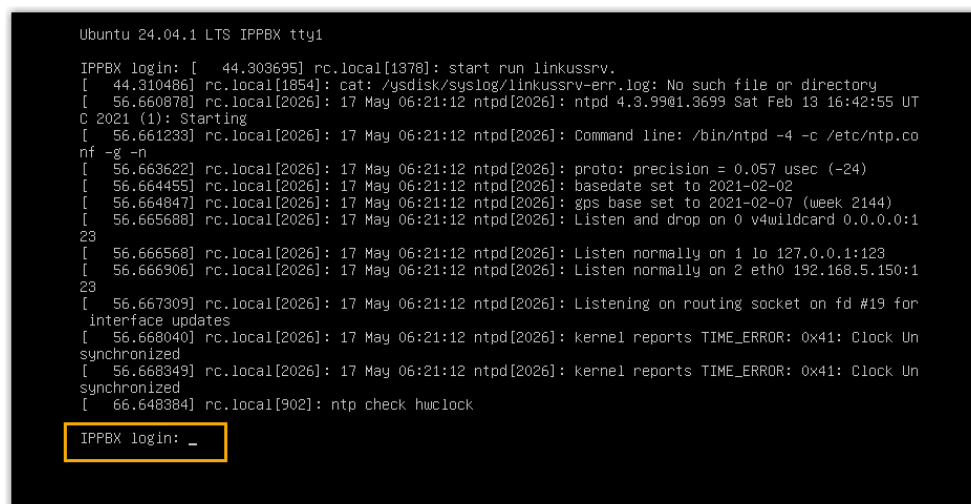 Ubuntu 24.04.1 LTS IPPBX tty1
IPPBX login: [   44.303695] rc.local[1378]: start run linkussrv.
[   44.310486] rc.local[1854]: cat: /ysdisk/syslog/linkussrv-err.log: No such file or directory
[   56.660878] rc.local[2026]: 17 May 06:21:12 ntpd[2026]: ntpd 4.3.99@1.3699 Sat Feb 13 16:42:55 UT
C 2021 (1): Starting
[   56.661233] rc.local[2026]: 17 May 06:21:12 ntpd[2026]: Command line: /bin/ntpd -4 -c /etc/ntp.co
nf -g -n
[   56.663622] rc.local[2026]: 17 May 06:21:12 ntpd[2026]: proto: precision = 0.057 usec (-24)
[   56.664455] rc.local[2026]: 17 May 06:21:12 ntpd[2026]: basedate set to 2021-02-02
[   56.664847] rc.local[2026]: 17 May 06:21:12 ntpd[2026]: gps base set to 2021-02-07 (week 2144)
[   56.665688] rc.local[2026]: 17 May 06:21:12 ntpd[2026]: Listen and drop on 0 v4wildcard 0.0.0.0:1
23
[   56.666568] rc.local[2026]: 17 May 06:21:12 ntpd[2026]: Listen normally on 1 lo 127.0.0.1:123
[   56.666906] rc.local[2026]: 17 May 06:21:12 ntpd[2026]: Listen normally on 2 eth0 192.168.5.150:1
23
[   56.667309] rc.local[2026]: 17 May 06:21:12 ntpd[2026]: Listening on routing socket on fd #19 for
 interface updates
[   56.668040] rc.local[2026]: 17 May 06:21:12 ntpd[2026]: kernel reports TIME_ERROR: 0x41: Clock Un
synchronized
[   56.668349] rc.local[2026]: 17 May 06:21:12 ntpd[2026]: kernel reports TIME_ERROR: 0x41: Clock Un
synchronized
[   66.648384] rc.local[902]: ntp check hwclock
IPPBX login: _